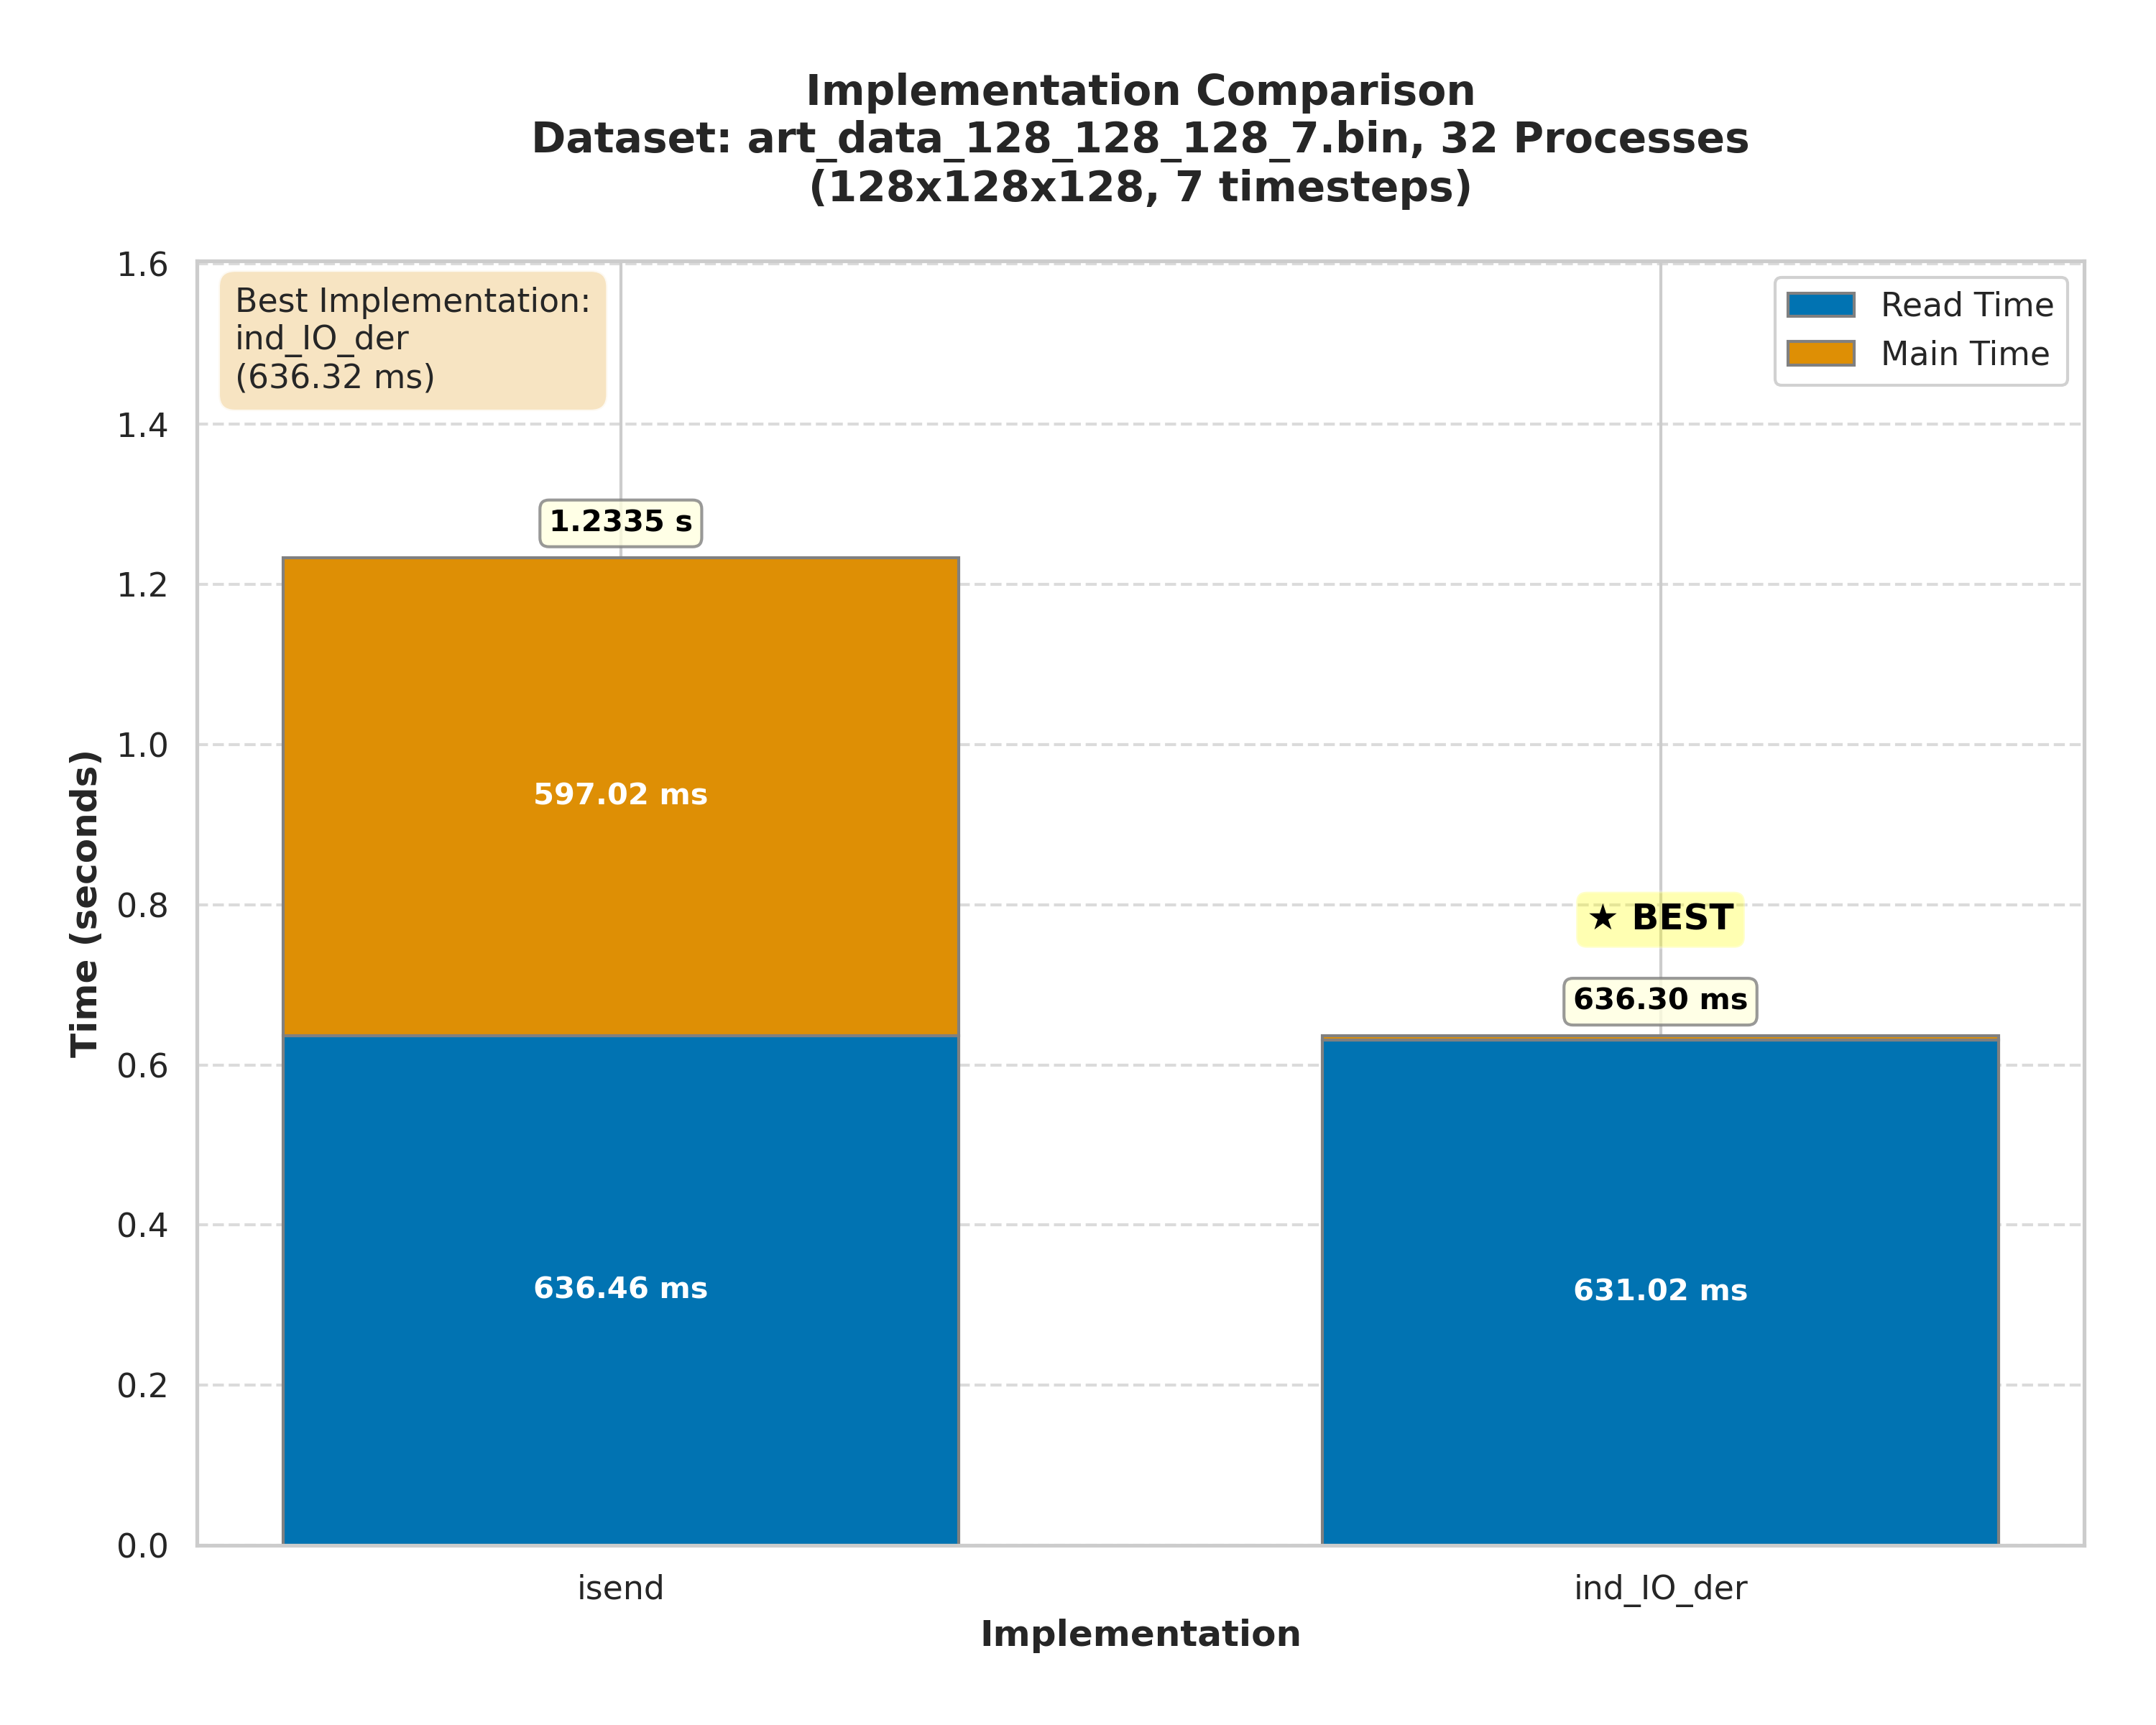 Implementation Comparison
Dataset: art_data_128_128_128_7.bin, 32 Processes
(128x128x128, 7 timesteps)
Best Implementation:
ind_IO_der
(636.32 ms)
Read Time
Main Time
Time (seconds)
1.6
1.4
1.2
1.0
0.8
0.6
0.4
0.2
0.0
1.2335 s
597.02 ms
636.46 ms
★ BEST
636.30 ms
631.02 ms
isend
ind_IO_der
Implementation